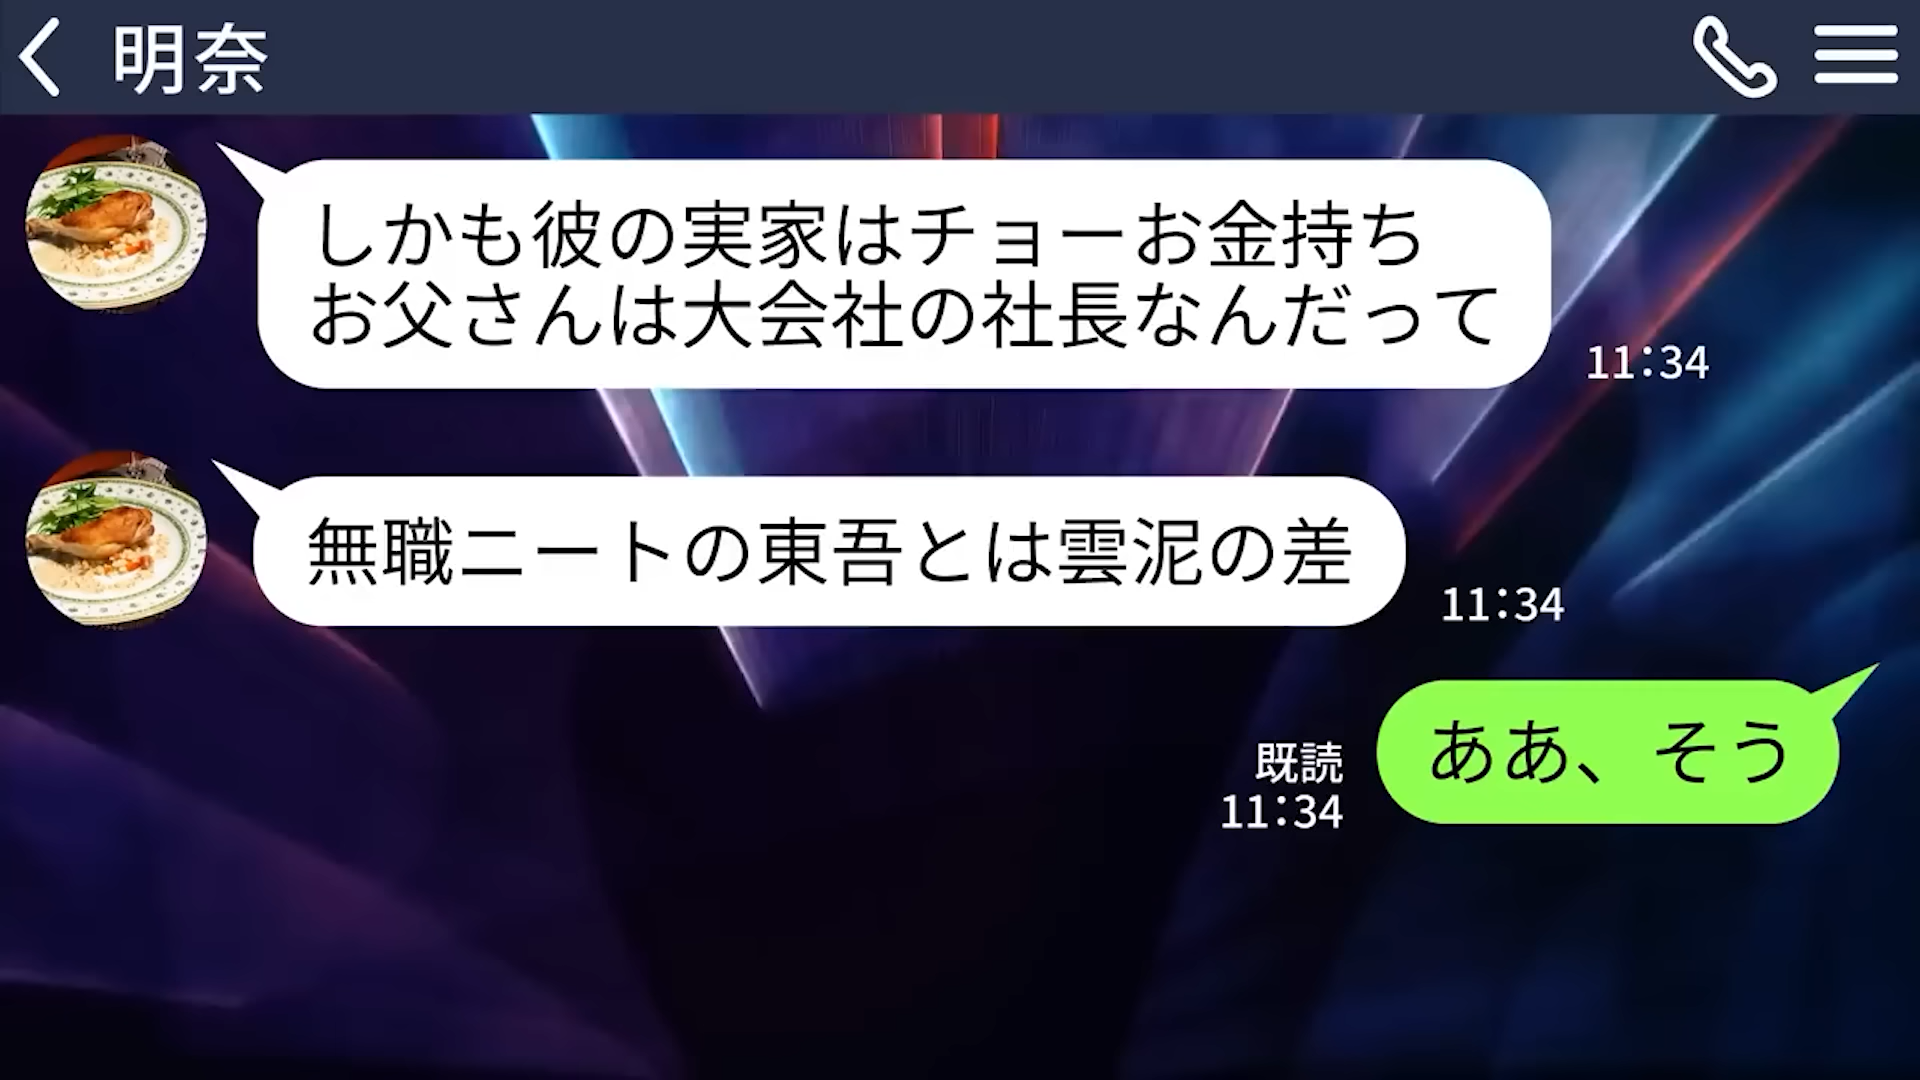 明奈
しかも彼の実家はチョーお金持ち
お父さんは大会社の社長なんだって
11:34
無職ニートの東吾とは雲泥の差
11:34
ああ、そう
既読
11:34